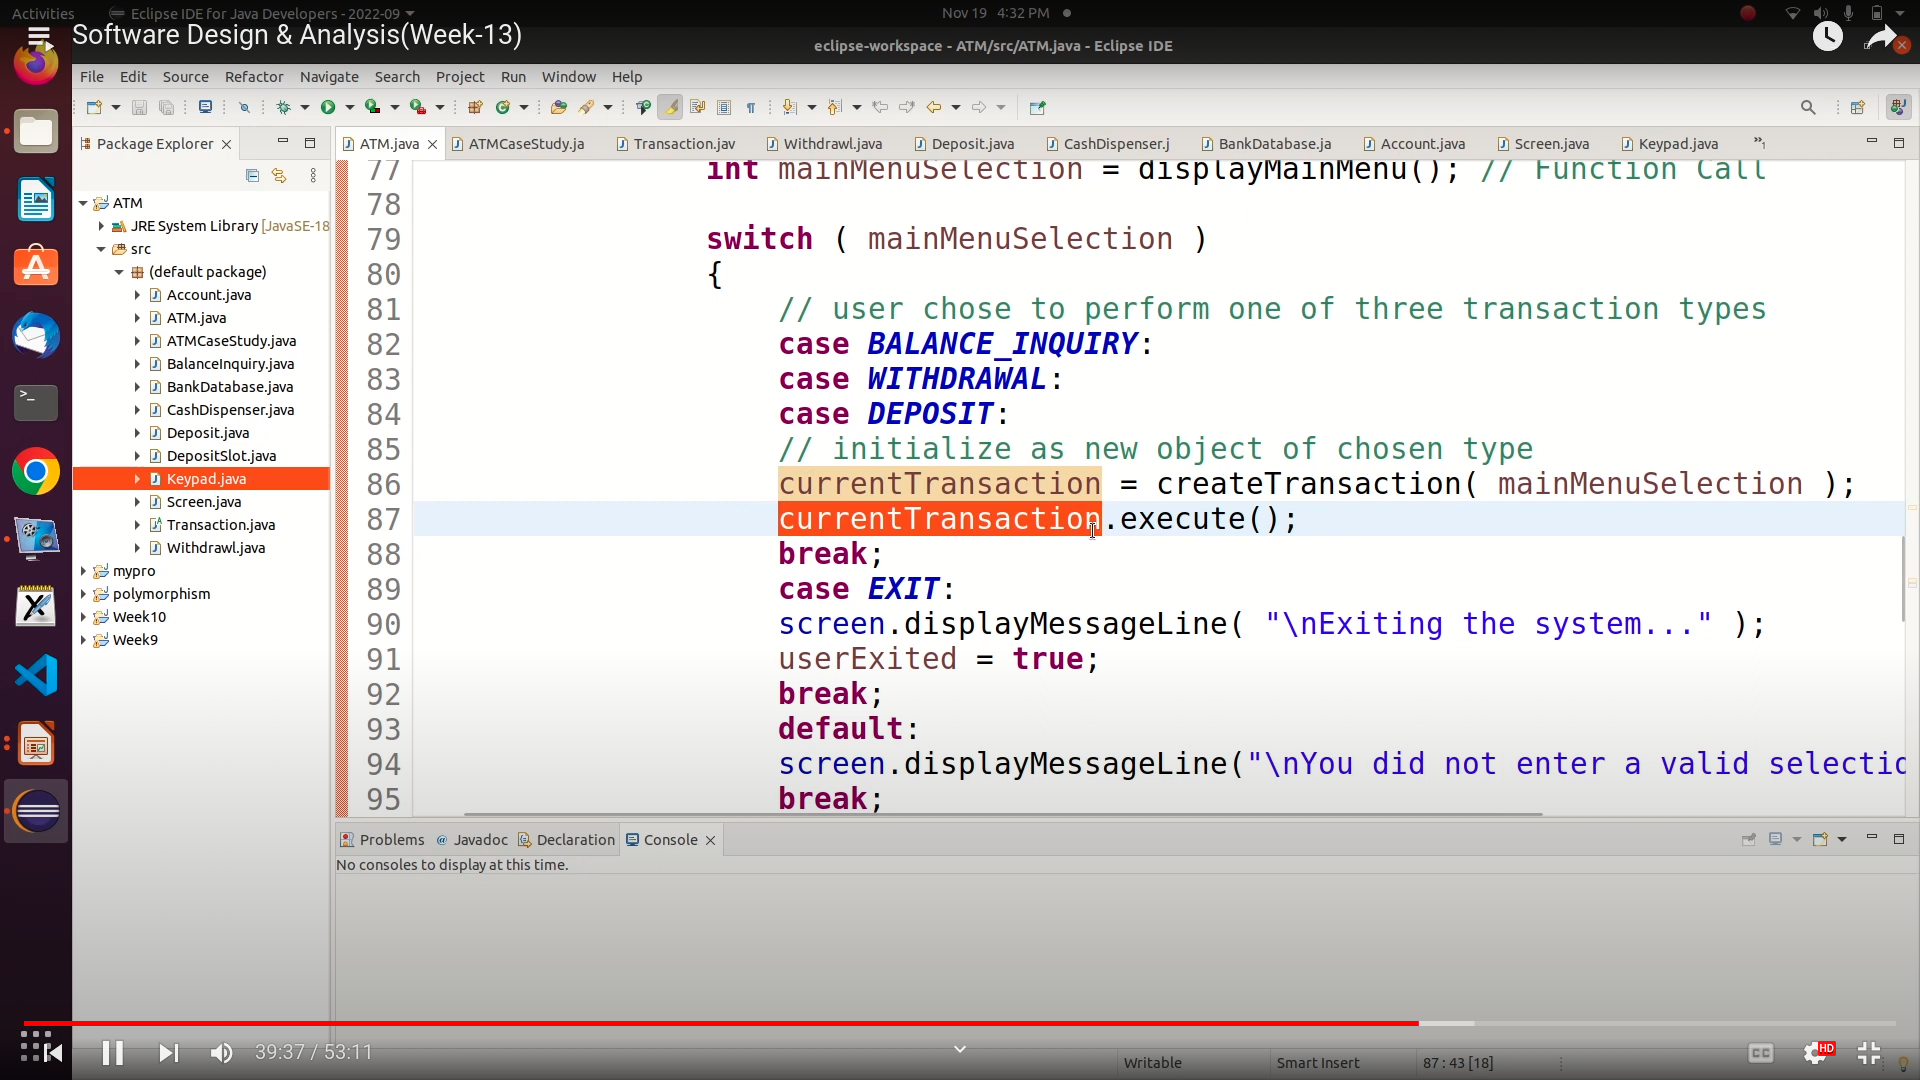 Activities
Eclipse IDE for Java Developers - 2022-09
Nov 19 4:32 PM
Software Design & Analysis(Week-13)
eclipse-workspace - ATM/src/ATM.java - Eclipse IDE
File Edit Source Refactor Navigate Search Project Run Window Help
Package Explorer
ATM.java ATMCaseStudy.ja Transaction.jav Withdrawl.java Deposit.java CashDispenser.j BankDatabase.ja Account.java Screen.java Keypad.java
ATM
JRE System Library [JavaSE-18
src
(default package)
Account.java
ATM.java
ATMCaseStudy.java
BalanceInquiry.java
BankDatabase.java
CashDispenser.java
Deposit.java
DepositSlot.java
Keypad.java
Screen.java
Transaction.java
Withdrawl.java
mypro
polymorphism
Week10
Week9
77 int mainMenuSelection = displayMainMenu(); // Function Call
78
79 switch ( mainMenuSelection )
80 {
81 // user chose to perform one of three transaction types
82 case BALANCE_INQUIRY:
83 case WITHDRAWAL:
84 case DEPOSIT:
85 // initialize as new object of chosen type
86 currentTransaction = createTransaction( mainMenuSelection );
87 currentTransaction.execute();
88 break;
89 case EXIT:
90 screen.displayMessageLine( "\nExiting the system..." );
91 userExited = true;
92 break;
93 default:
94 screen.displayMessageLine("\nYou did not enter a valid selectio
95 break;
Problems @ Javadoc Declaration Console
No consoles to display at this time.
39:37 / 53:11
CC HD
Writable Smart Insert 87 : 43 [18]